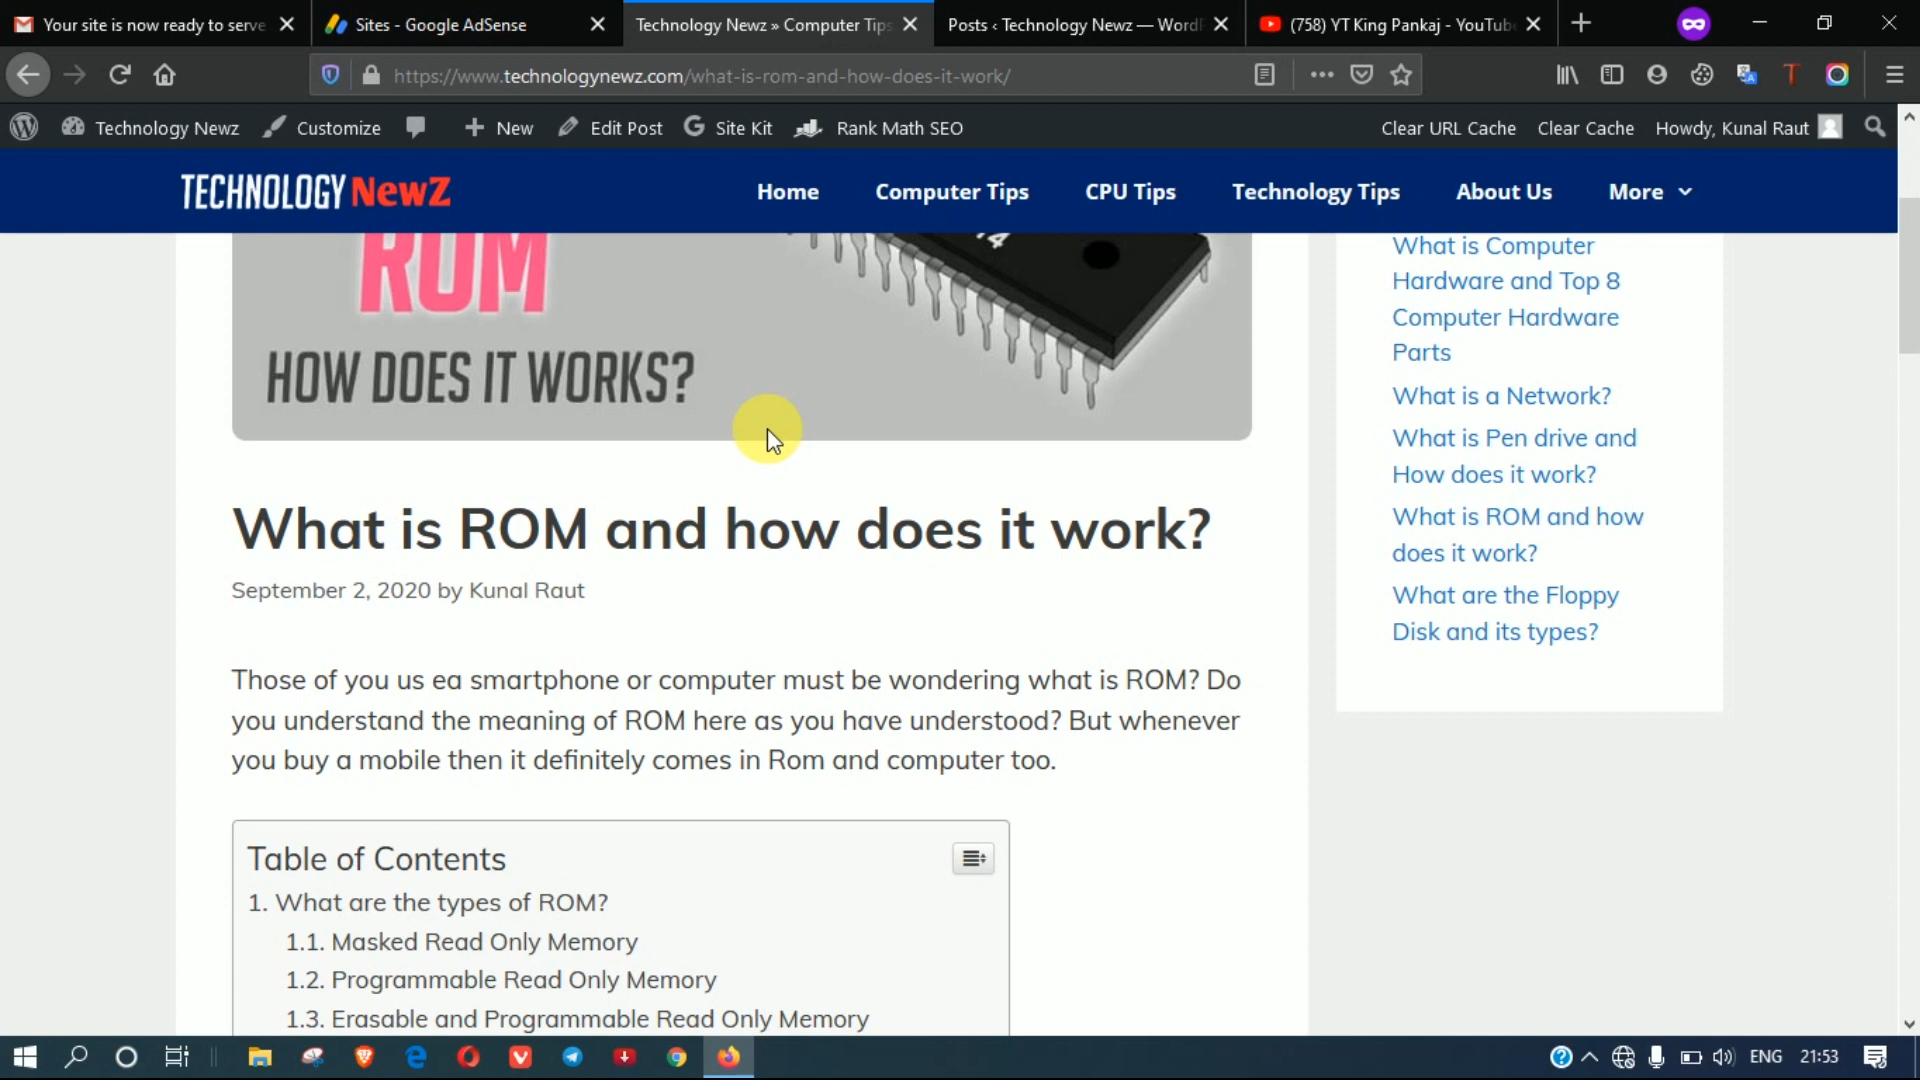 Your site is now ready to serve
Sites - Google AdSense
Technology Newz » Computer Tips
Posts ‹ Technology Newz — Word
(758) YT King Pankaj - YouTub
https://www.technologynewz.com/what-is-rom-and-how-does-it-work/
Technology Newz
Customize
New
Edit Post
Site Kit
Rank Math SEO
Clear URL Cache
Clear Cache
Howdy, Kunal Raut
TECHNOLOGY NewZ
Home
Computer Tips
CPU Tips
Technology Tips
About Us
More
ROM
HOW DOES IT WORKS?
What is ROM and how does it work?
September 2, 2020 by Kunal Raut
Those of you us ea smartphone or computer must be wondering what is ROM? Do
you understand the meaning of ROM here as you have understood? But whenever
you buy a mobile then it definitely comes in Rom and computer too.
Table of Contents
1. What are the types of ROM?
1.1. Masked Read Only Memory
1.2. Programmable Read Only Memory
1.3. Erasable and Programmable Read Only Memory
What is Computer
Hardware and Top 8
Computer Hardware
Parts
What is a Network?
What is Pen drive and
How does it work?
What is ROM and how
does it work?
What are the Floppy
Disk and its types?
ENG
21:53